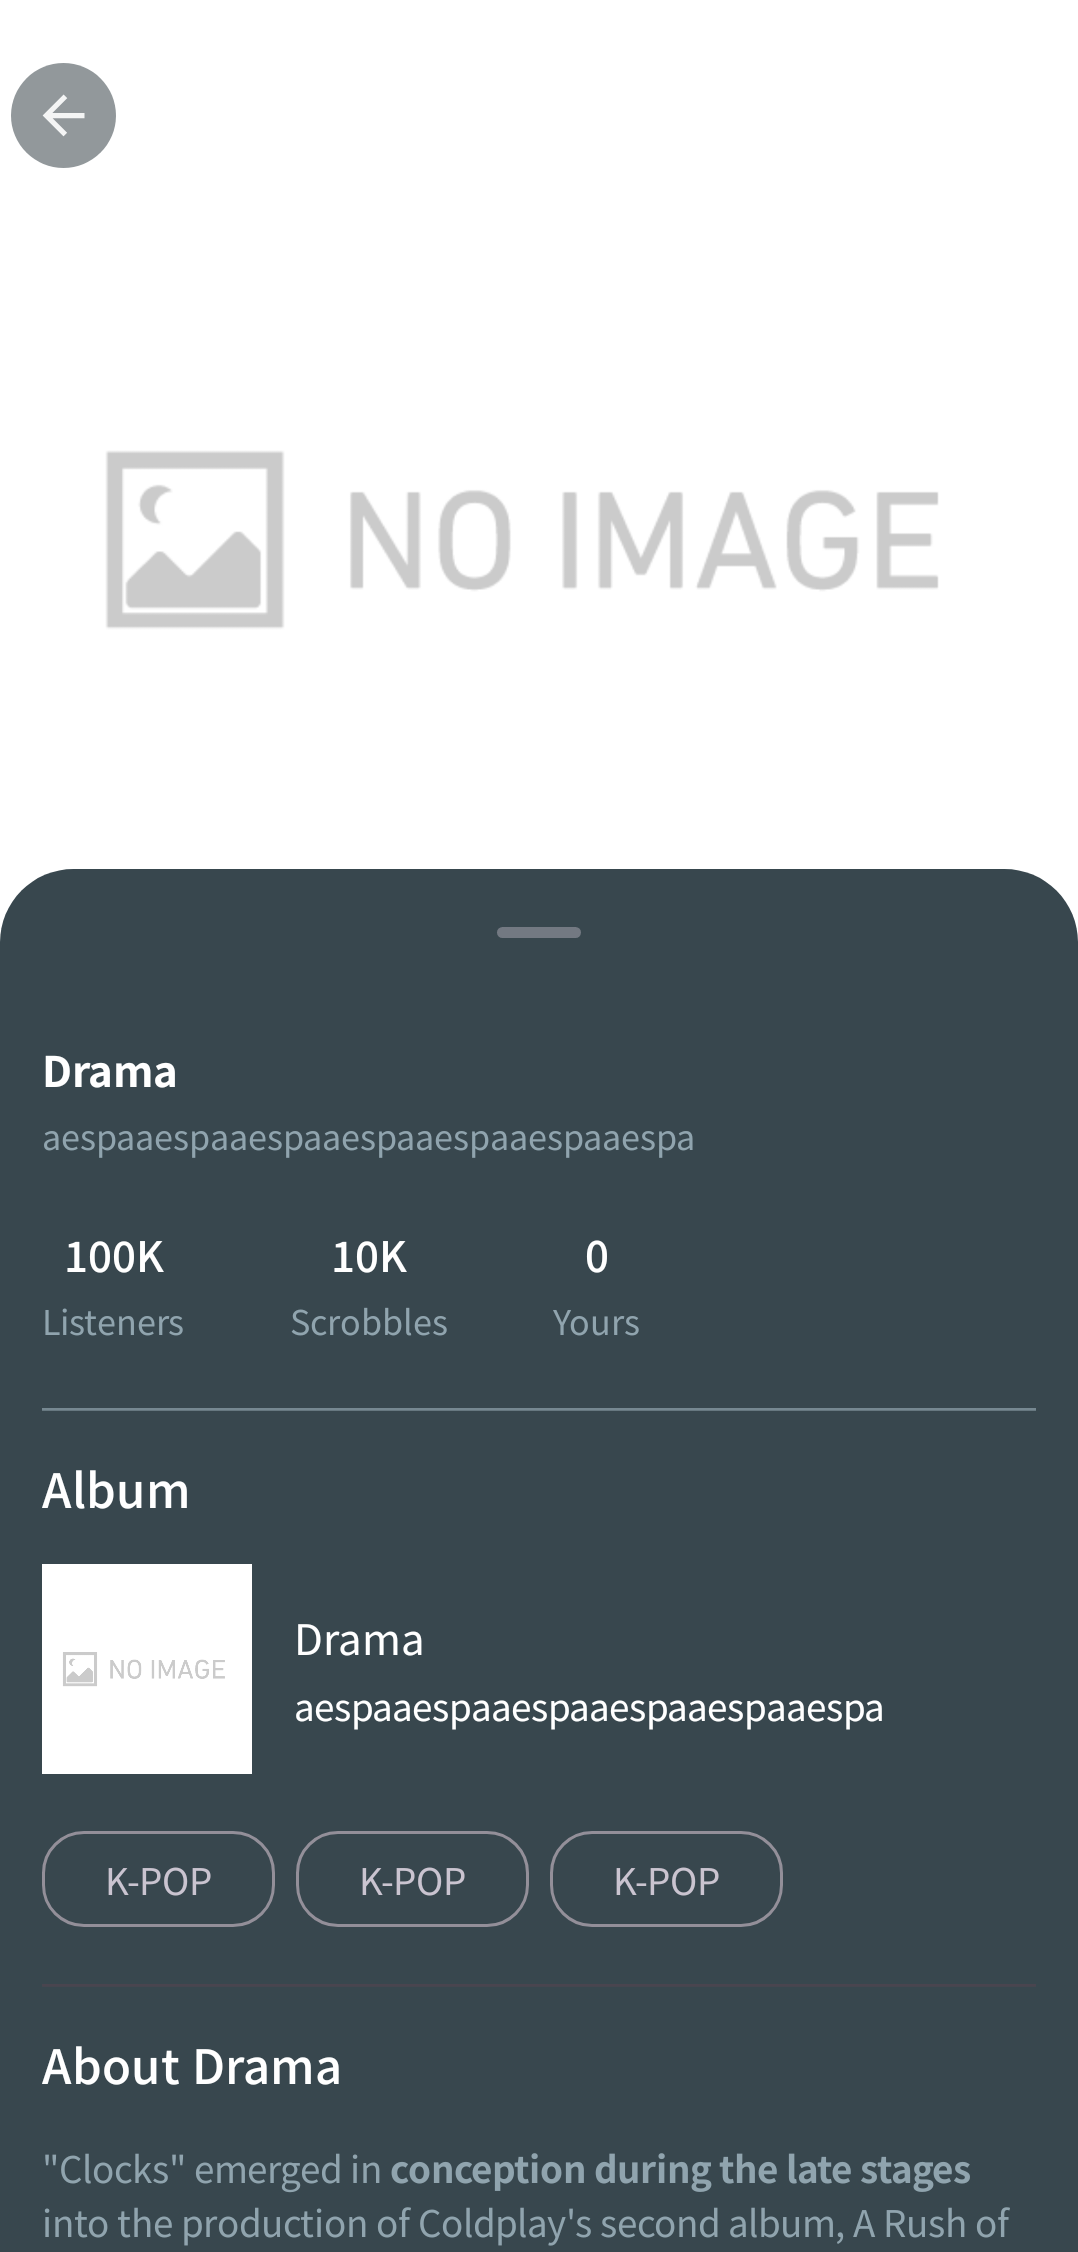 NO IMAGE
Drama
aespaaespaaespaaespaaespaaespaaespa
100K 10K 0
Listeners Scrobbles Yours
Album
NO IMAGE
Drama
aespaaespaaespaaespaaespaaespa
K-POP K-POP K-POP
About Drama
"Clocks" emerged in conception during the late stages
into the production of Coldplay's second album, A Rush of